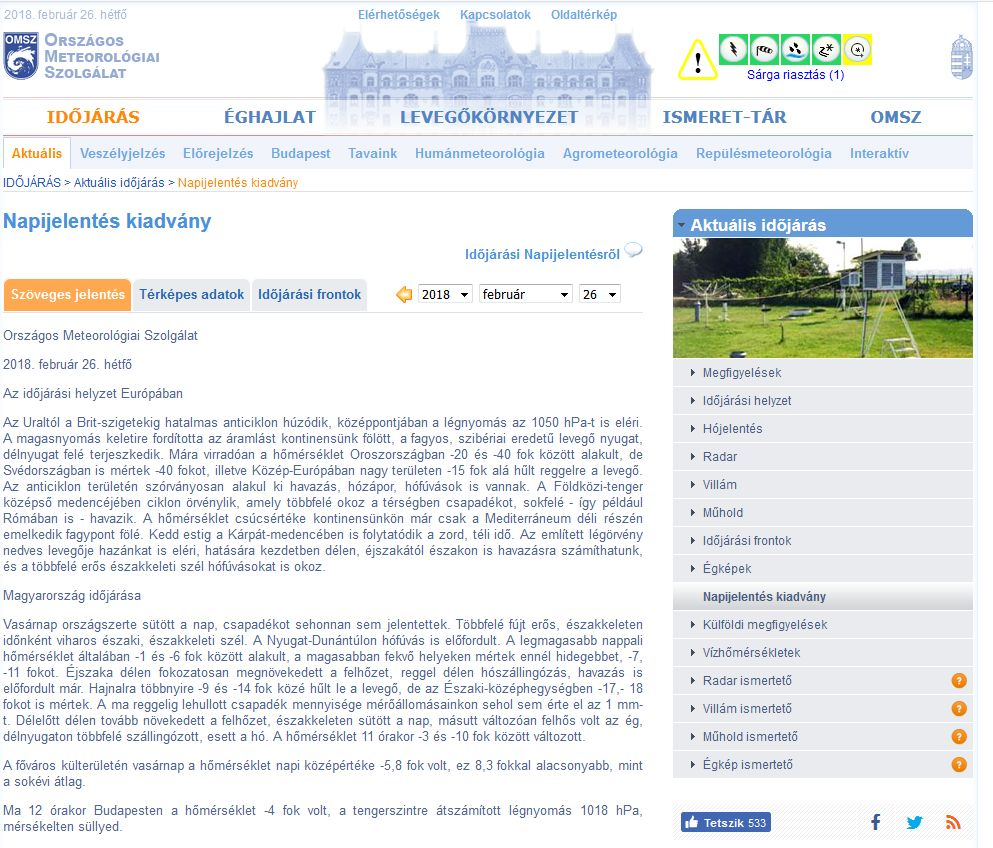 2018. február 26. hétfő
Elérhetőségek Kapcsolatok Oldaltérkép
OMSZ
Országos
Meteorológiai
Szolgálat
Sárga riasztás (1)
IDŐJÁRÁS ÉGHAJLAT LEVEGŐKÖRNYEZET ISMERET-TÁR OMSZ
Aktuális Veszélyjelzés Előrejelzés Budapest Tavaink Humánmeteorológia Agrometeorológia Repülésmeteorológia Interaktív
IDŐJÁRÁS > Aktuális időjárás > Napijelentés kiadvány
Napijelentés kiadvány
Időjárási Napijelentésről
Szöveges jelentés Térképes adatok Időjárási frontok 2018 február 26
Országos Meteorológiai Szolgálat
2018. február 26. hétfő
Az időjárási helyzet Európában
Az Uraltól a Brit-szigetekig hatalmas anticiklon húzódik, középpontjában a légnyomás az 1050 hPa-t is eléri.
A magasnyomás keletire fordította az áramlást kontinensünk fölött, a fagyos, szibériai eredetű levegő nyugat,
délnyugat felé terjeszkedik. Mára virradóan a hőmérséklet Oroszországban -20 és -40 fok között alakult, de
Svédországban is mértek -40 fokot, illetve Közép-Európában nagy területen -15 fok alá hűlt reggelre a levegő.
Az anticiklon területén szórványosan alakul ki havazás, hózápor, hófúvások is vannak. A Földközi-tenger
középső medencéjében ciklon örvénylik, amely többfelé okoz a térségben csapadékot, sokfelé - így például
Rómában is - havazik. A hőmérséklet csúcsértéke kontinensünkön már csak a Mediterráneum déli részén
emelkedik fagypont fölé. Kedd estig a Kárpát-medencében is folytatódik a zord, téli idő. Az említett légörvény
nedves levegője hazánkat is eléri, hatására kezdetben délen, éjszakától északon is havazásra számíthatunk,
és a többfelé erős északkeleti szél hófúvásokat is okoz.
Magyarország időjárása
Vasárnap országszerte sütött a nap, csapadékot sehonnan sem jelentettek. Többfelé fújt erős, északkeleten
időnként viharos északi, északkeleti szél. A Nyugat-Dunántúlon hófúvás is előfordult. A legmagasabb nappali
hőmérséklet általában -1 és -6 fok között alakult, a magasabban fekvő helyeken mértek ennél hidegebbet, -7,
-11 fokot. Éjszaka délen fokozatosan megnövekedett a felhőzet, reggel délen hószállingózás, havazás is
előfordult már. Hajnalra többnyire -9 és -14 fok közé hűlt le a levegő, de az Északi-középhegységben -17,- 18
fokot is mértek. A ma reggelig lehullott csapadék mennyisége mérőállomásainkon sehol sem érte el az 1 mm-
t. Délelőtt délen tovább növekedett a felhőzet, északkeleten sütött a nap, másutt változóan felhős volt az ég,
délnyugaton többfelé szállingózott, esett a hó. A hőmérséklet 11 órakor -3 és -10 fok között változott.
A főváros külterületén vasárnap a hőmérséklet napi középértéke -5,8 fok volt, ez 8,3 fokkal alacsonyabb, mint
a sokévi átlag.
Ma 12 órakor Budapesten a hőmérséklet -4 fok volt, a tengerszintre átszámított légnyomás 1018 hPa,
mérsékelten süllyed.
Aktuális időjárás
Megfigyelések
Időjárási helyzet
Hójelentés
Radar
Villám
Műhold
Időjárási frontok
Égképek
Napijelentés kiadvány
Külföldi megfigyelések
Vízhőmérsékletek
Radar ismertető ?
Villám ismertető ?
Műhold ismertető ?
Égkép ismertető ?
Tetszik 533